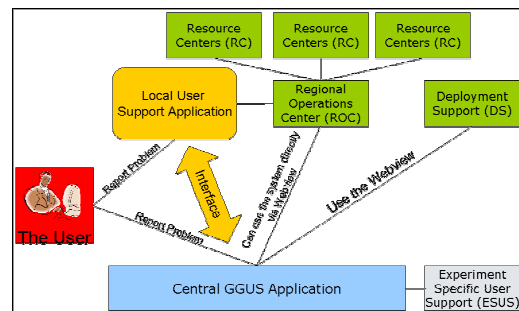 Resource
Centers (RC)
Resource
Centers (RC)
Resource
Centers (RC)
Local User
Support Application
Regional
Operations
Center (ROC)
Deployment
Support (DS)
Report Problem
Interface
Can use the system directly
via Webview
Use the Webview
The User
Report Problem
Central GGUS Application
Experiment
Specific User
Support (ESUS)